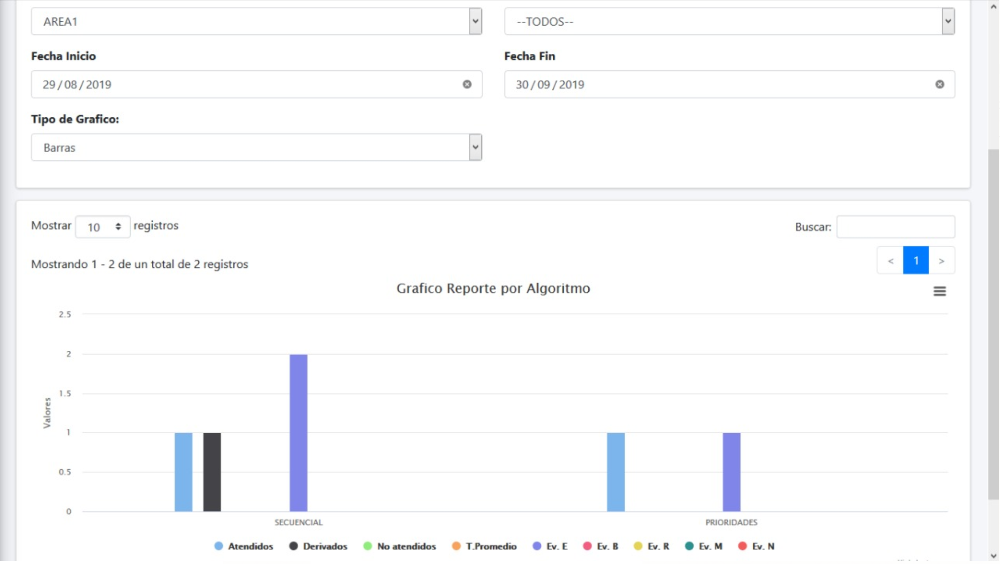 AREA1
--TODOS--
Fecha Inicio
Fecha Fin
29/08/2019
30/09/2019
Tipo de Grafico:
Barras
Mostrar 10 registros
Buscar:
Mostrando 1 - 2 de un total de 2 registros
< 1 >
Grafico Reporte por Algoritmo
2.5
2
1.5
1
0.5
0
Valores
SECUENCIAL
PRIORIDADES
Atendidos Derivados No atendidos T.Promedio Ev. E Ev. B Ev. R Ev. M Ev. N